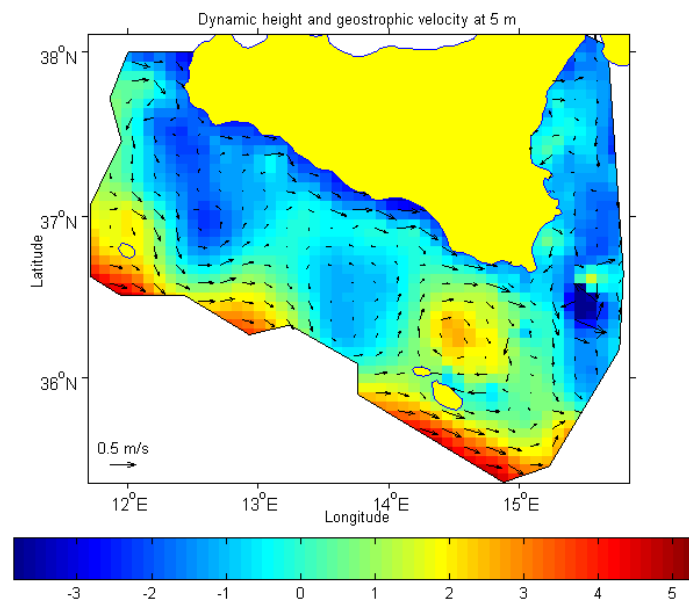 Dynamic height and geostrophic velocity at 5 m
38°N
37°N
36°N
Latitude
0.5 m/s
12°E 13°E 14°E 15°E
Longitude
-3 -2 -1 0 1 2 3 4 5